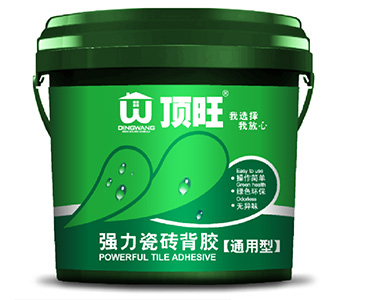 顶旺®
DINGWANG
我选择
我放心
Easy to use
操作简单
Green health
绿色环保
Odorless
无异味
强力瓷砖背胶【通用型】
POWERFUL TILE ADHESIVE